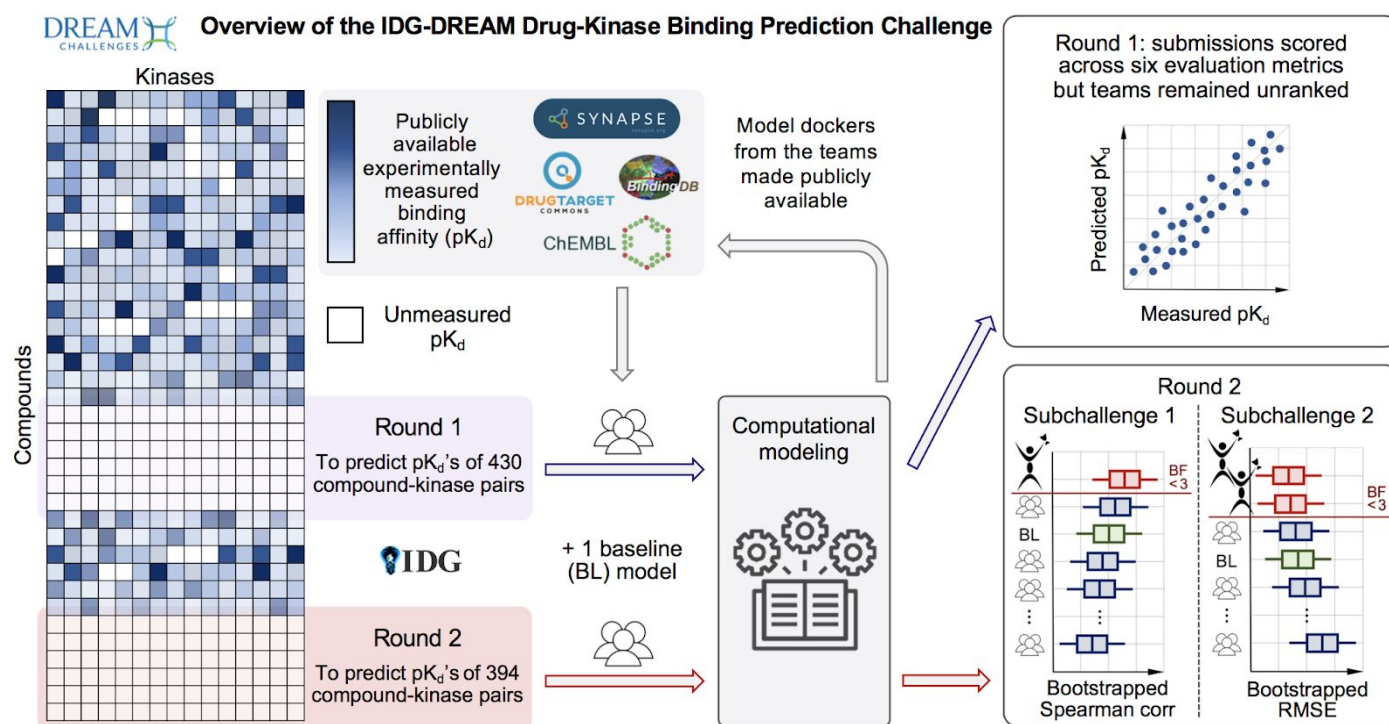 DREAM
CHALLENGES
Overview of the IDG-DREAM Drug-Kinase Binding Prediction Challenge
Kinases
Compounds
Publicly
available
experimentally
measured
binding
affinity (pKd)
SYNAPSE
synapse.org
DRUGTARGET
COMMONS
BindingDB
ChEMBL
Unmeasured
pKd
Model dockers
from the teams
made publicly
available
Round 1: submissions scored
across six evaluation metrics
but teams remained unranked
Predicted pKd
Measured pKd
Round 1
To predict pKd's of 430
compound-kinase pairs
IDG
+ 1 baseline
(BL) model
Round 2
To predict pKd's of 394
compound-kinase pairs
Computational
modeling
Round 2
Subchallenge 1
BF
<3
BL
Bootstrapped
Spearman corr
Subchallenge 2
BF
<3
BL
Bootstrapped
RMSE